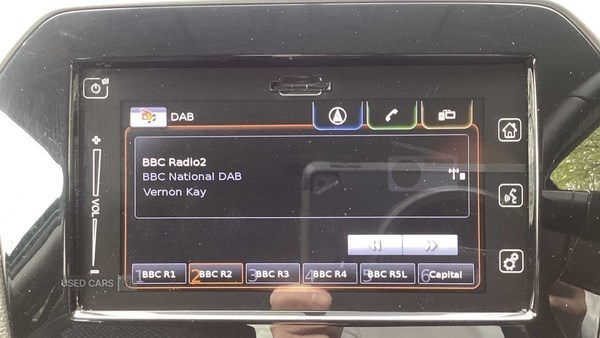 DAB
BBC Radio2
BBC National DAB
Vernon Kay
VOL
1 BBC R1 2 BBC R2 3 BBC R3 4 BBC R4 5 BBC R5L 6 Capital
USED CARS